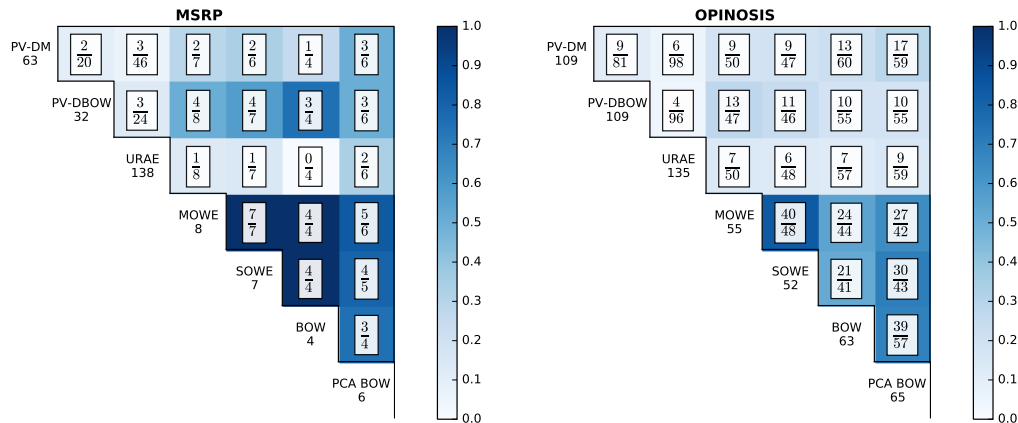 MSRP
PV-DM
63
2/20 3/46 2/7 2/6 1/4 3/6
PV-DBOW
32
3/24 4/8 4/7 3/4 3/6
URAE
138
1/8 1/7 0/4 2/6
MOWE
8
7/7 4/4 5/6
SOWE
7
4/4 4/5
BOW
4
3/4
PCA BOW
6
1.0
0.9
0.8
0.7
0.6
0.5
0.4
0.3
0.2
0.1
0.0
OPINOSIS
PV-DM
109
9/81 6/98 9/50 9/47 13/60 17/59
PV-DBOW
109
4/96 13/47 11/46 10/55 10/55
URAE
135
7/50 6/48 7/57 9/59
MOWE
55
40/48 24/44 27/42
SOWE
52
21/41 30/43
BOW
63
39/57
PCA BOW
65
1.0
0.9
0.8
0.7
0.6
0.5
0.4
0.3
0.2
0.1
0.0